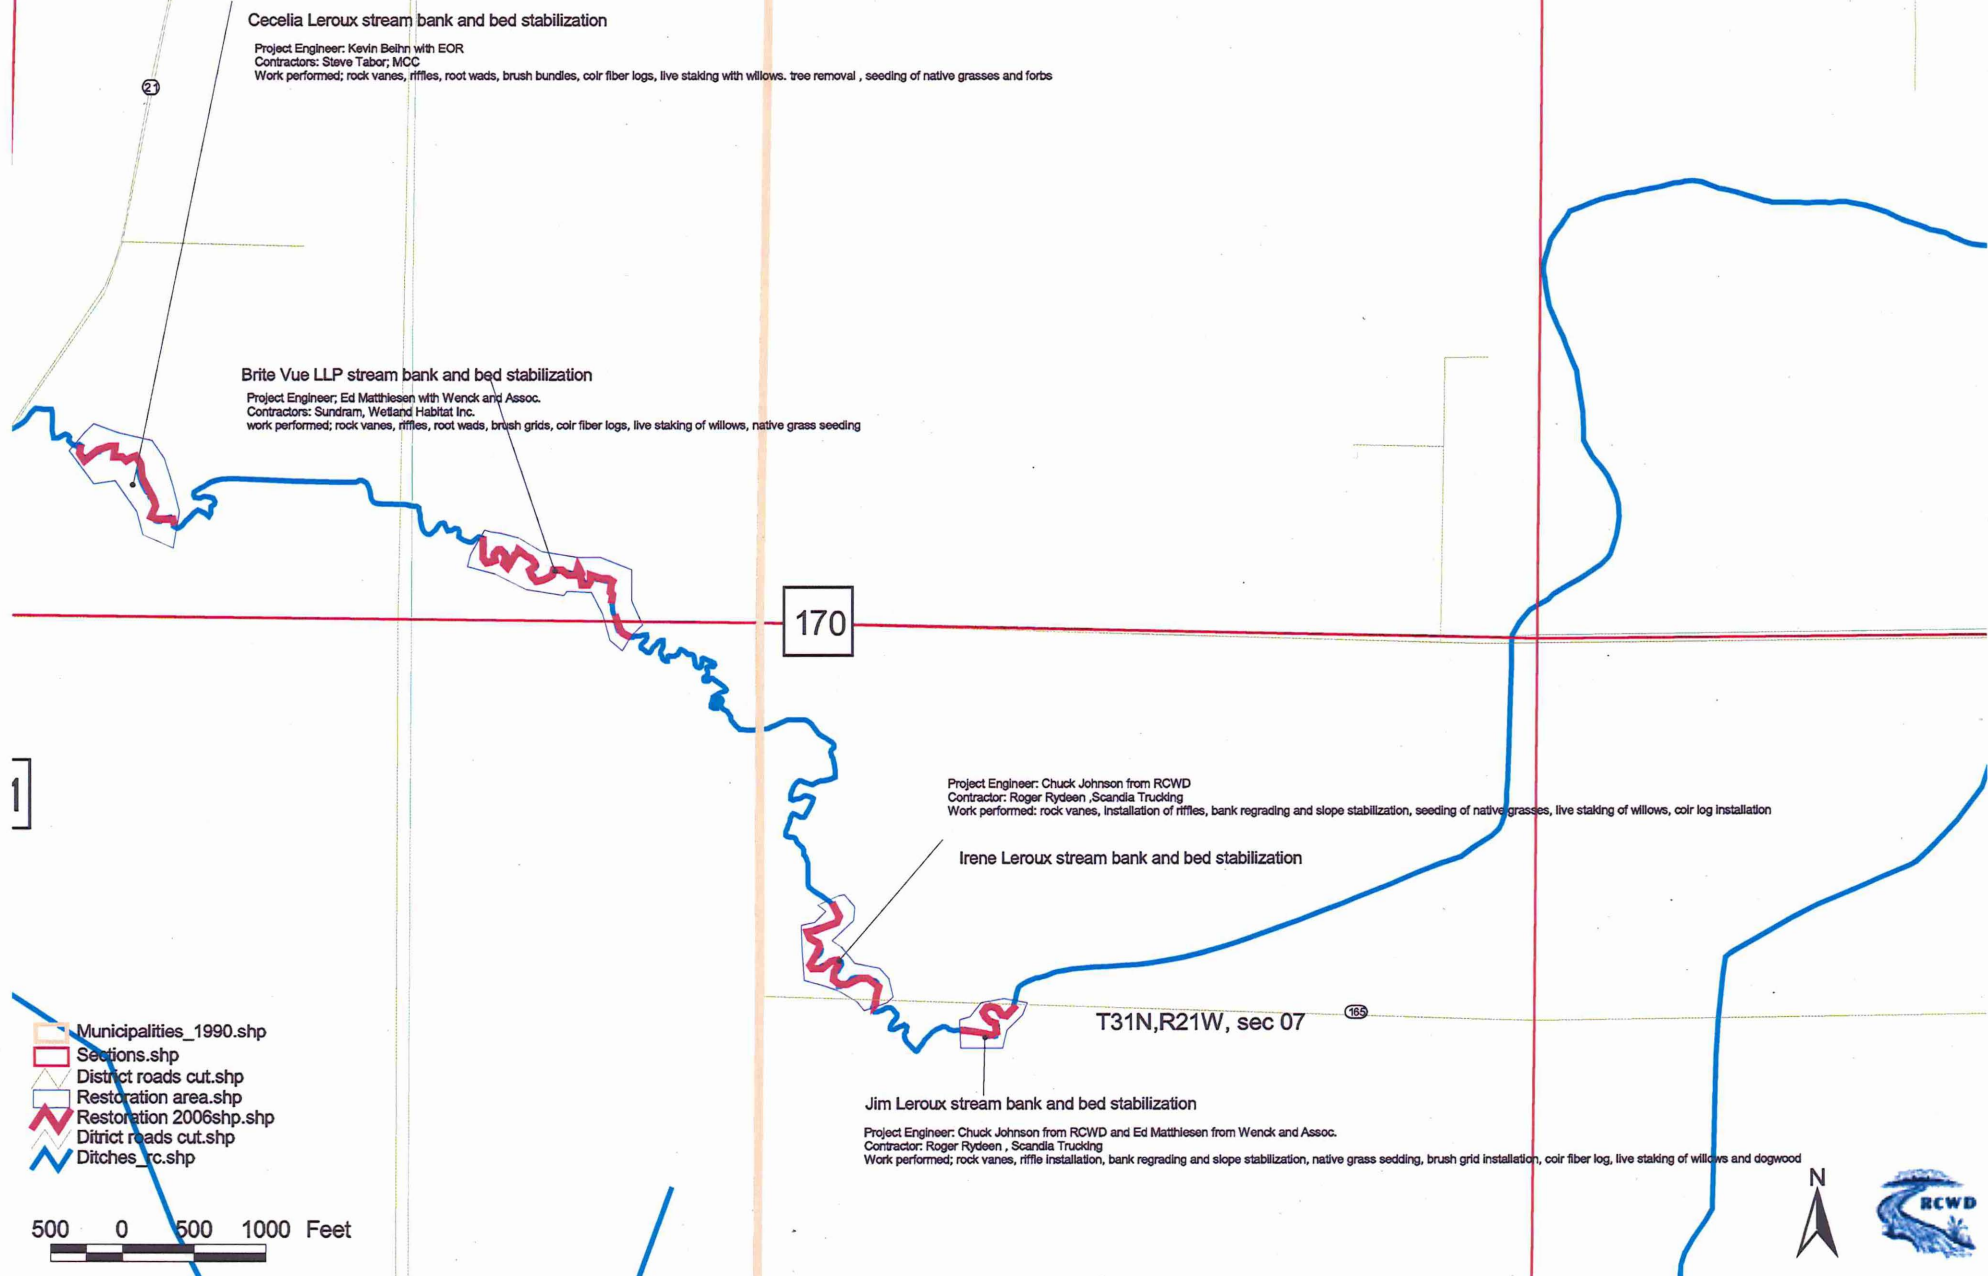 Cecelia Leroux stream bank and bed stabilization
Project Engineer: Kevin Beihn with EOR
Contractors: Steve Tabor; MCC
Work performed; rock vanes, riffles, root wads, brush bundles, coir fiber logs, live staking with willows. tree removal , seeding of native grasses and forbs
21
Brite Vue LLP stream bank and bed stabilization
Project Engineer; Ed Matthiesen with Wenck and Assoc.
Contractors: Sundram, Wetland Habitat Inc.
work performed; rock vanes, riffles, root wads, brush grids, coir fiber logs, live staking of willows, native grass seeding
170
1
Project Engineer: Chuck Johnson from RCWD
Contractor: Roger Rydeen ,Scandia Trucking
Work performed: rock vanes, installation of riffles, bank regrading and slope stabilization, seeding of native grasses, live staking of willows, coir log installation
Irene Leroux stream bank and bed stabilization
T31N,R21W, sec 07
165
Jim Leroux stream bank and bed stabilization
Project Engineer: Chuck Johnson from RCWD and Ed Matthiesen from Wenck and Assoc.
Contractor: Roger Rydeen , Scandia Trucking
Work performed; rock vanes, riffle installation, bank regrading and slope stabilization, native grass sedding, brush grid installation, coir fiber log, live staking of willows and dogwood
Municipalities_1990.shp
Sections.shp
District roads cut.shp
Restoration area.shp
Restoration 2006shp.shp
Ditrict roads cut.shp
Ditches_rc.shp
500 0 500 1000 Feet
N
RCWD